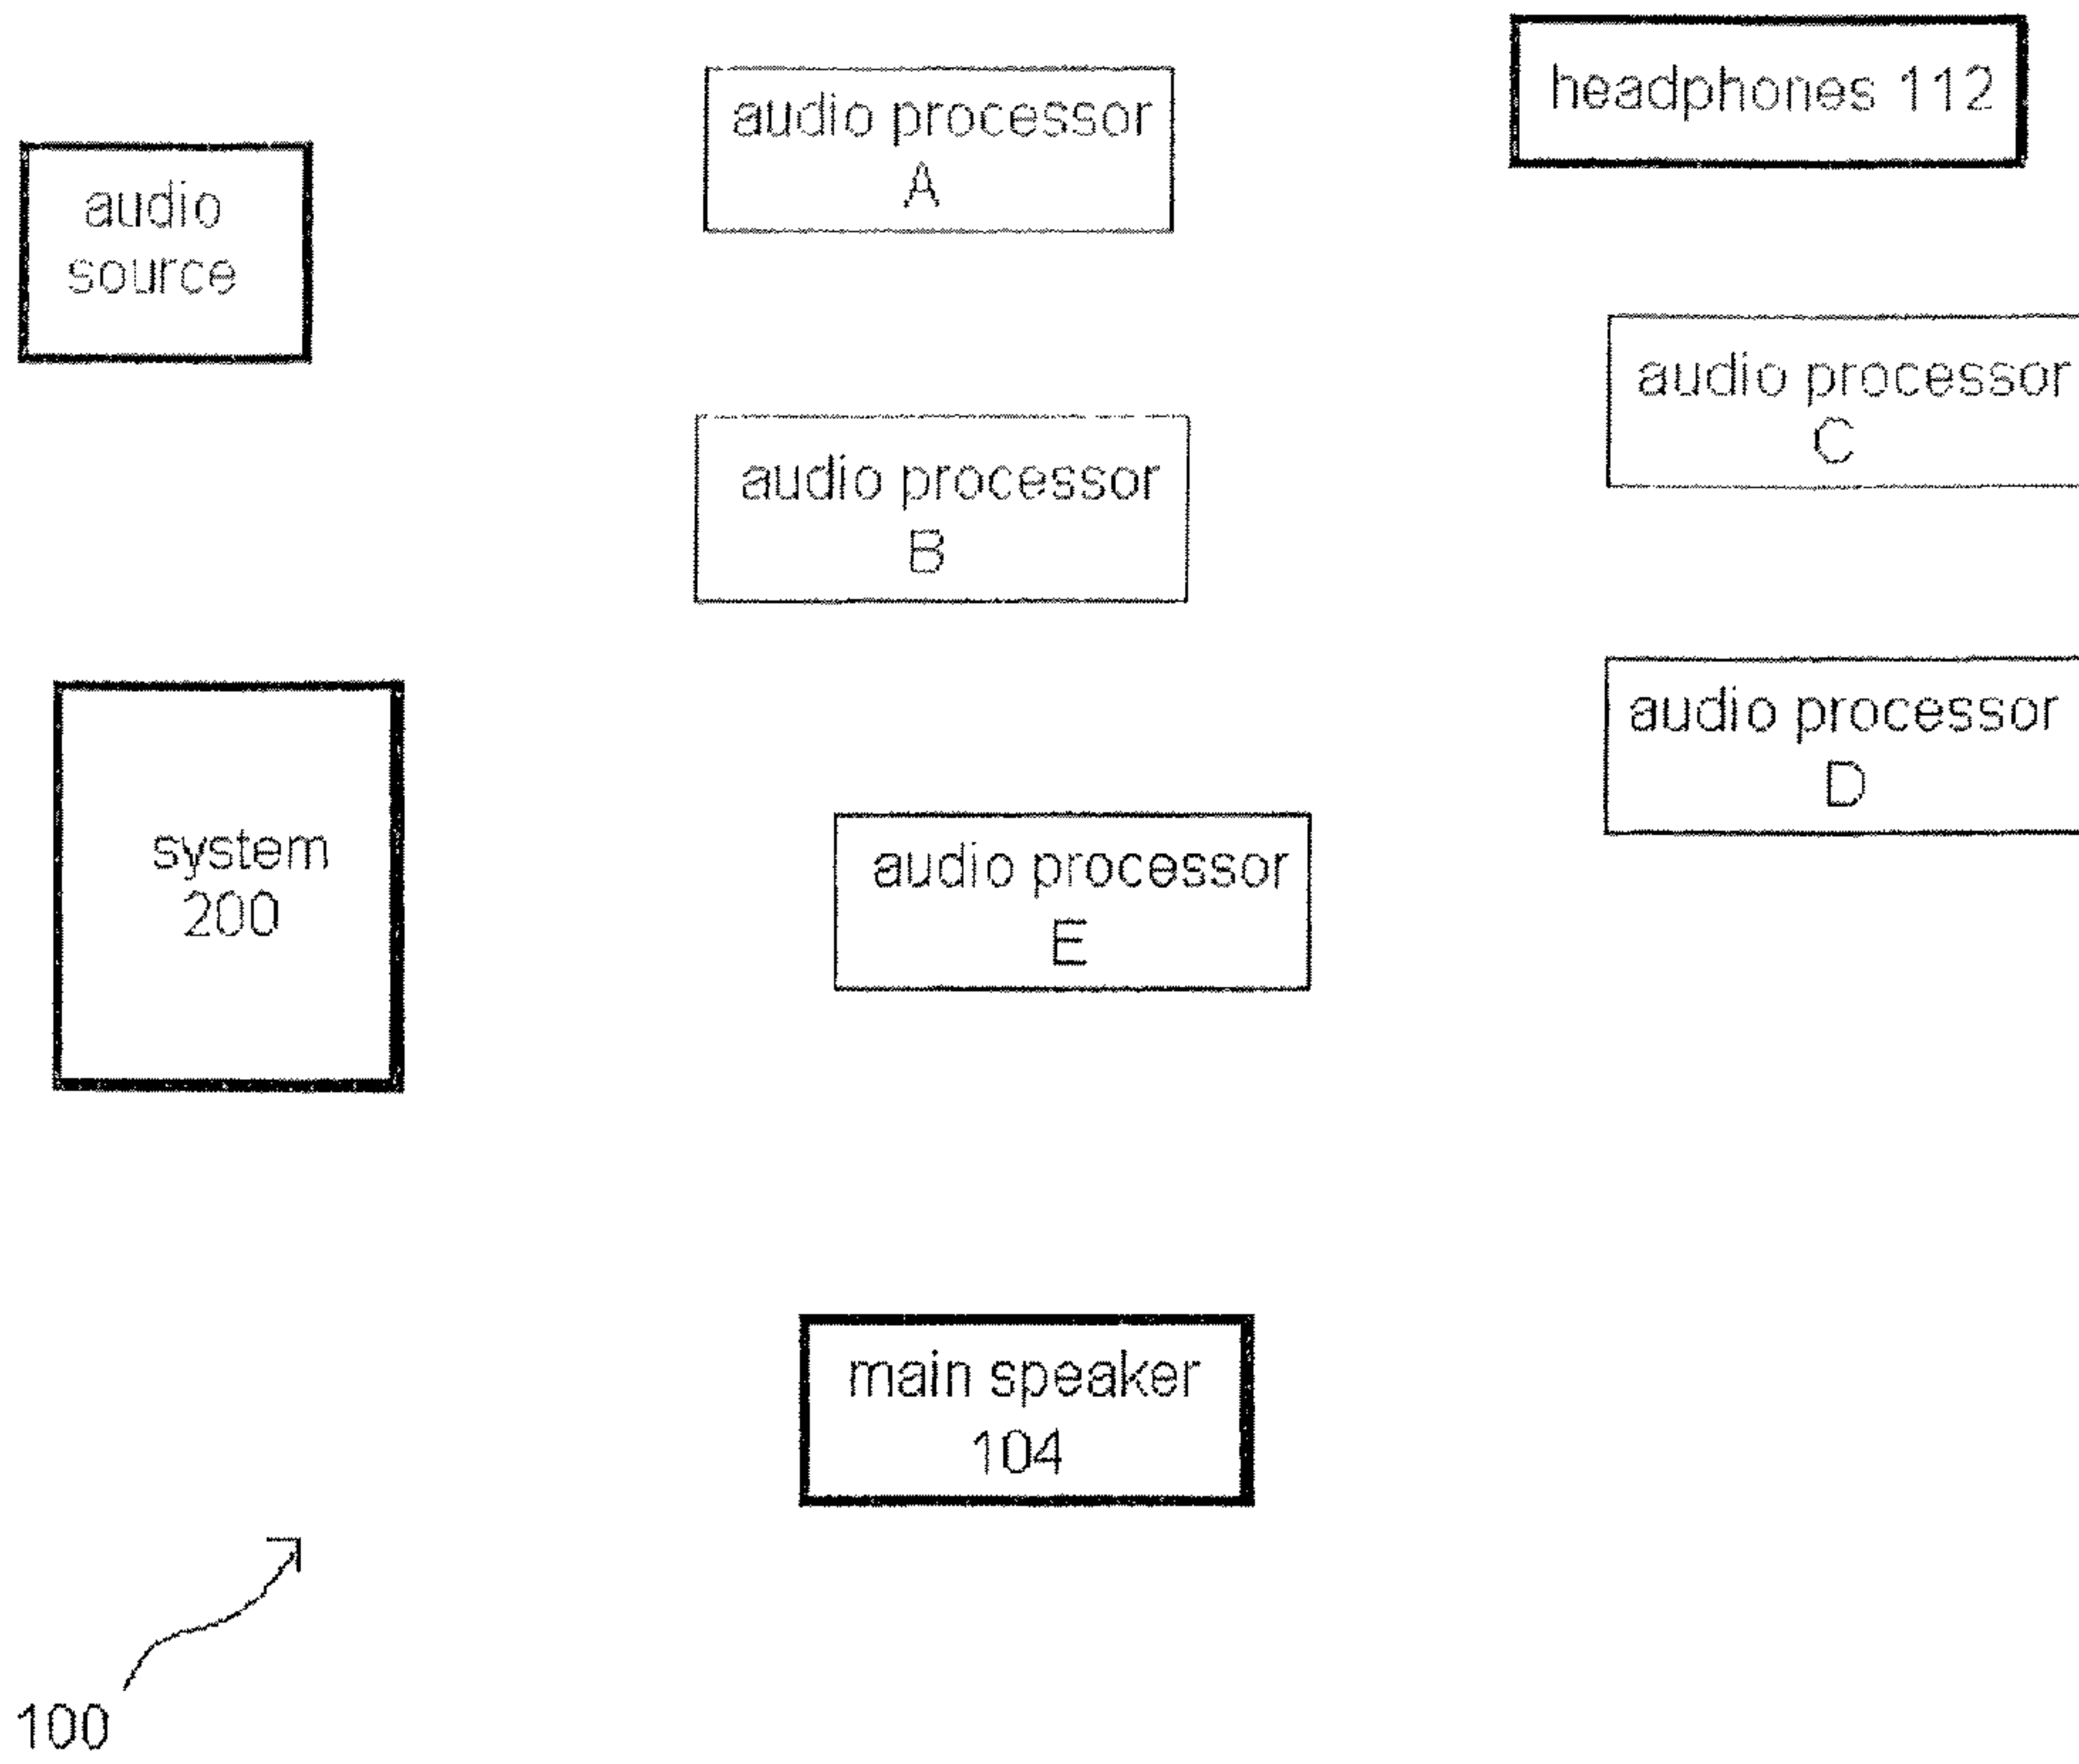 headphones 112
audio processor
A
audio
source
audio processor
C
audio processor
B
audio processor
D
system
200
audio processor
E
main speaker
104
100